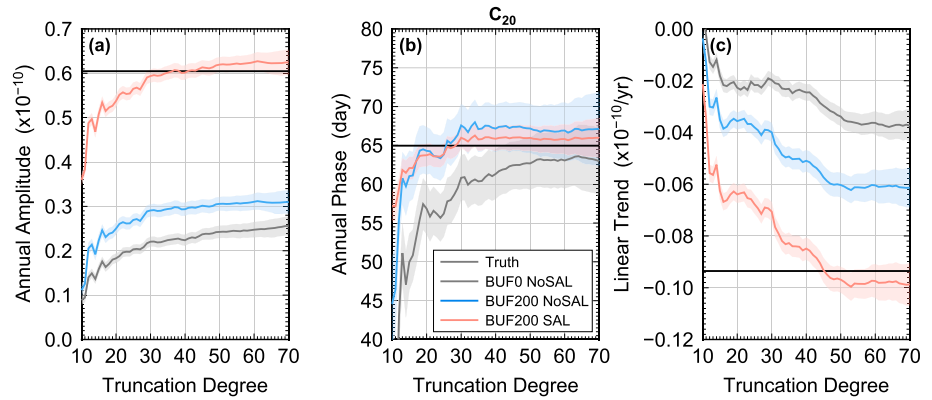 C20
(a)
0.7
0.6
0.5
0.4
0.3
0.2
0.1
0.0
Annual Amplitude (x10−10)
10 20 30 40 50 60 70
Truncation Degree
(b)
80
75
70
65
60
55
50
45
40
Annual Phase (day)
Truth
BUF0 NoSAL
BUF200 NoSAL
BUF200 SAL
10 20 30 40 50 60 70
Truncation Degree
(c)
0.00
−0.02
−0.04
−0.06
−0.08
−0.10
−0.12
Linear Trend (x10−10/yr)
10 20 30 40 50 60 70
Truncation Degree